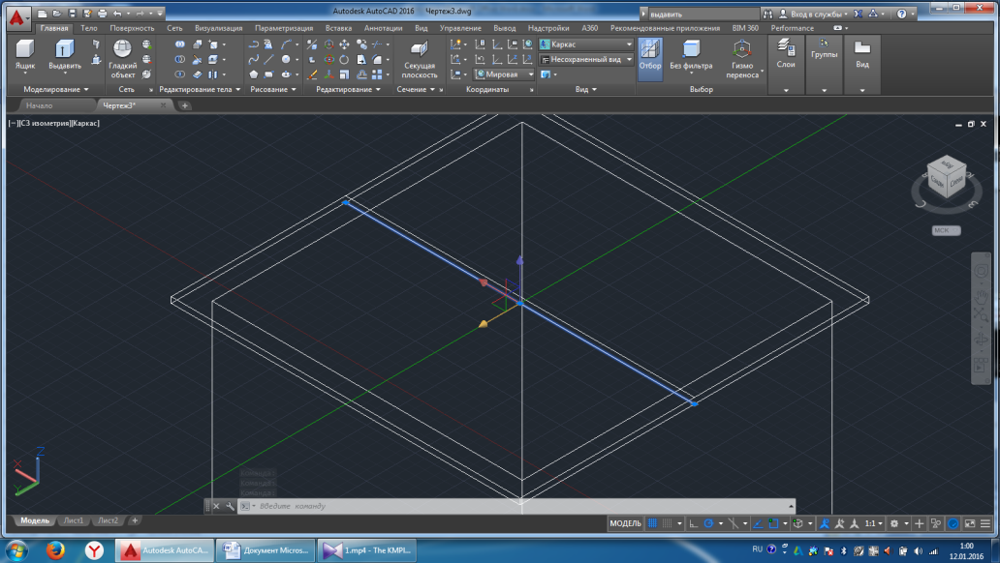 Autodesk AutoCAD 2016 Чертеж3.dwg
выдавить
Вход в службы
Главная Тело Поверхность Сеть Визуализация Параметризация Вставка Аннотации Вид Управление Вывод Надстройки A360 Рекомендованные приложения BIM 360 Performance
Ящик
Выдавить
Гладкий объект
Секущая плоскость
Мировая
Каркас
Несохраненный вид
Отбор
Без фильтра
Гизмо переноса
Слои
Группы
Вид
Моделирование
Сеть
Редактирование тела
Рисование
Редактирование
Сечение
Координаты
Вид
Выбор
Начало
Чертеж3*
[−][СЗ изометрия][Каркас]
МСК
Z
X
Y
Команда:
Команда:
Команда:
Введите команду
Модель Лист1 Лист2
МОДЕЛЬ
1:1
Autodesk AutoCA...
Документ Micros...
1.mp4 - The KMPl...
RU
1:00
12.01.2016